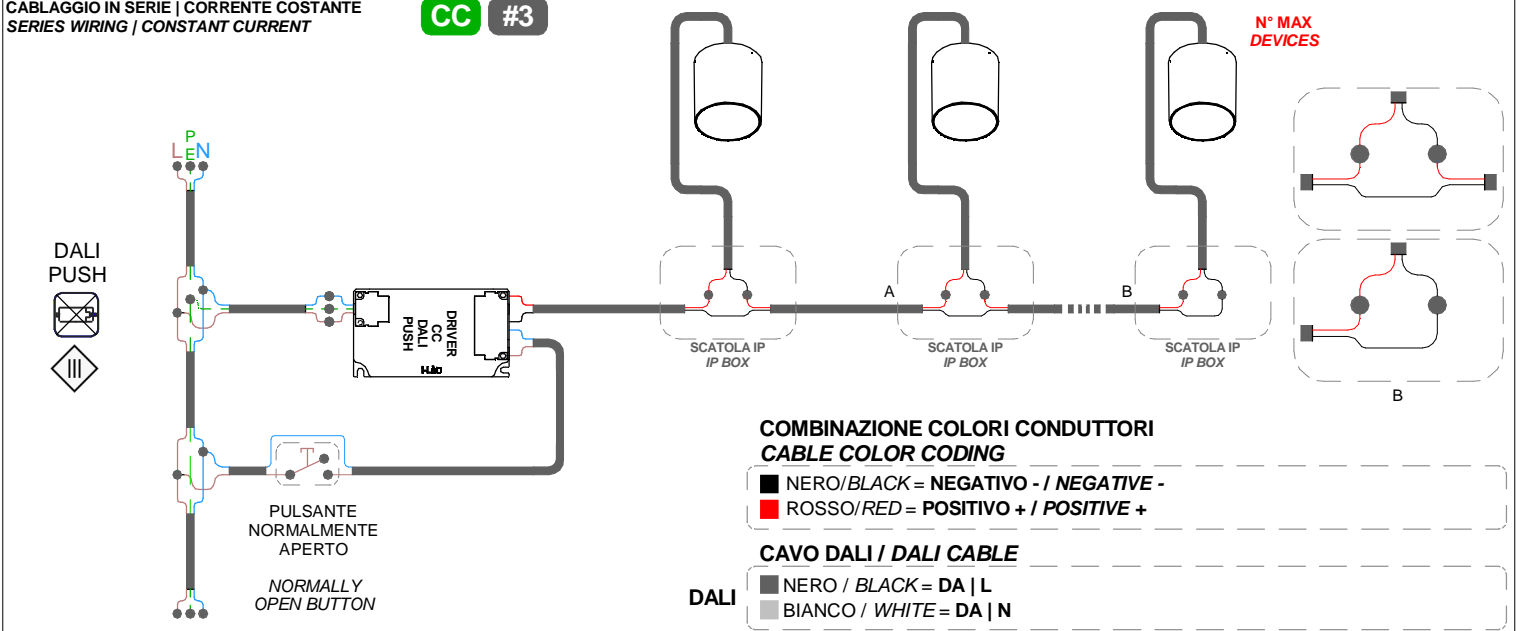 CABLAGGIO IN SERIE | CORRENTE COSTANTE
SERIES WIRING | CONSTANT CURRENT
CC
#3
N° MAX
DEVICES
L
PE
N
DALI
PUSH
DRIVER
CC
DALI
PUSH
A
B
SCATOLA IP
IP BOX
SCATOLA IP
IP BOX
SCATOLA IP
IP BOX
B
PULSANTE
NORMALMENTE
APERTO
NORMALLY
OPEN BUTTON
COMBINAZIONE COLORI CONDUTTORI
CABLE COLOR CODING
NERO/BLACK = NEGATIVO - / NEGATIVE -
ROSSO/RED = POSITIVO + / POSITIVE +
CAVO DALI / DALI CABLE
DALI
NERO / BLACK = DA | L
BIANCO / WHITE = DA | N